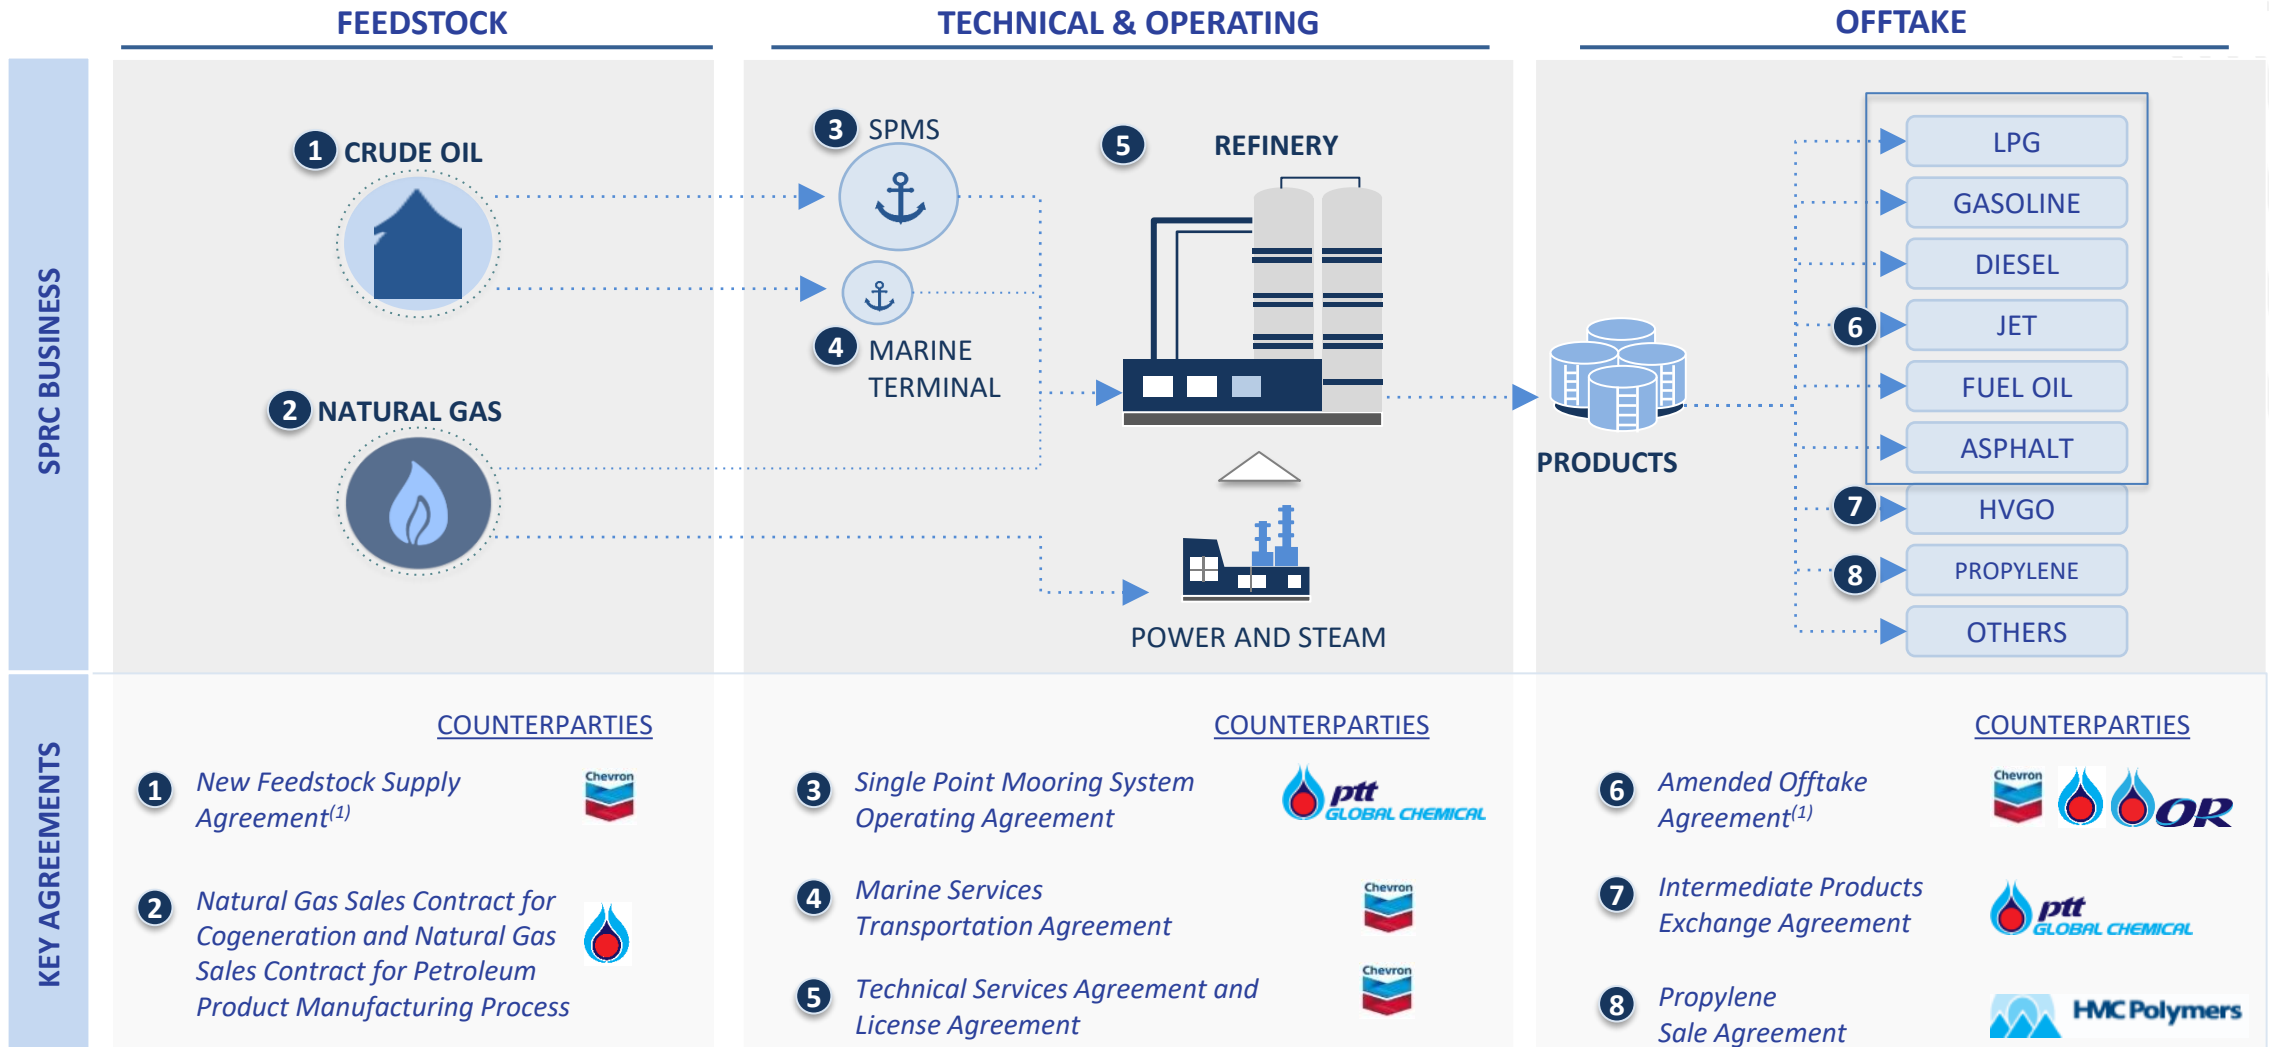 FEEDSTOCK
TECHNICAL & OPERATING
OFFTAKE
SPRC BUSINESS
1 CRUDE OIL
2 NATURAL GAS
3 SPMS
4 MARINE
TERMINAL
5 REFINERY
POWER AND STEAM
PRODUCTS
LPG
GASOLINE
DIESEL
6 JET
FUEL OIL
ASPHALT
7 HVGO
8 PROPYLENE
OTHERS
KEY AGREEMENTS
COUNTERPARTIES
1 New Feedstock Supply
Agreement(1)
Chevron
2 Natural Gas Sales Contract for
Cogeneration and Natural Gas
Sales Contract for Petroleum
Product Manufacturing Process
COUNTERPARTIES
3 Single Point Mooring System
Operating Agreement
ptt
GLOBAL CHEMICAL
4 Marine Services
Transportation Agreement
Chevron
5 Technical Services Agreement and
License Agreement
Chevron
COUNTERPARTIES
6 Amended Offtake
Agreement(1)
Chevron
OR
7 Intermediate Products
Exchange Agreement
ptt
GLOBAL CHEMICAL
8 Propylene
Sale Agreement
HMC Polymers